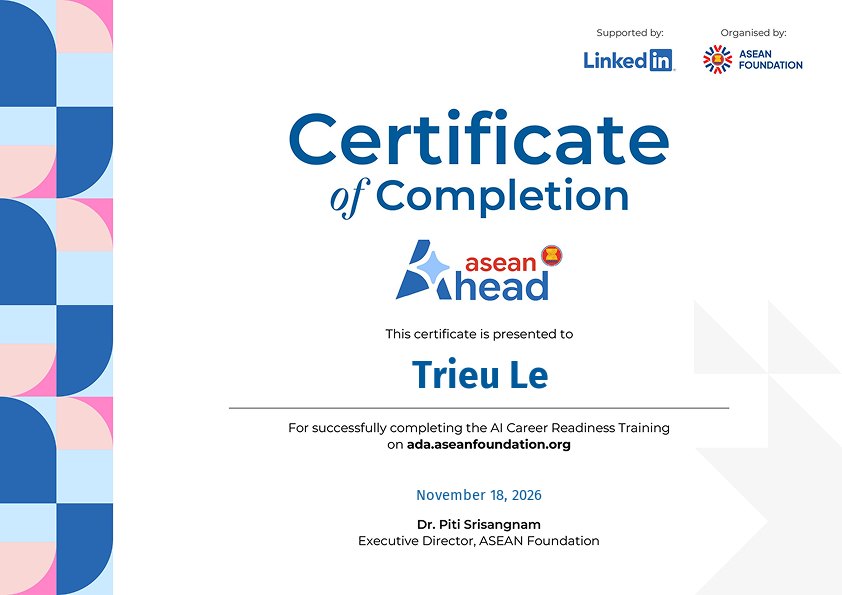 Supported by:
Organised by:
Linkedin
ASEAN
FOUNDATION
Certificate
of Completion
asean
Ahead
This certificate is presented to
Trieu Le
For successfully completing the AI Career Readiness Training
on ada.aseanfoundation.org
November 18, 2026
Dr. Piti Srisangnam
Executive Director, ASEAN Foundation